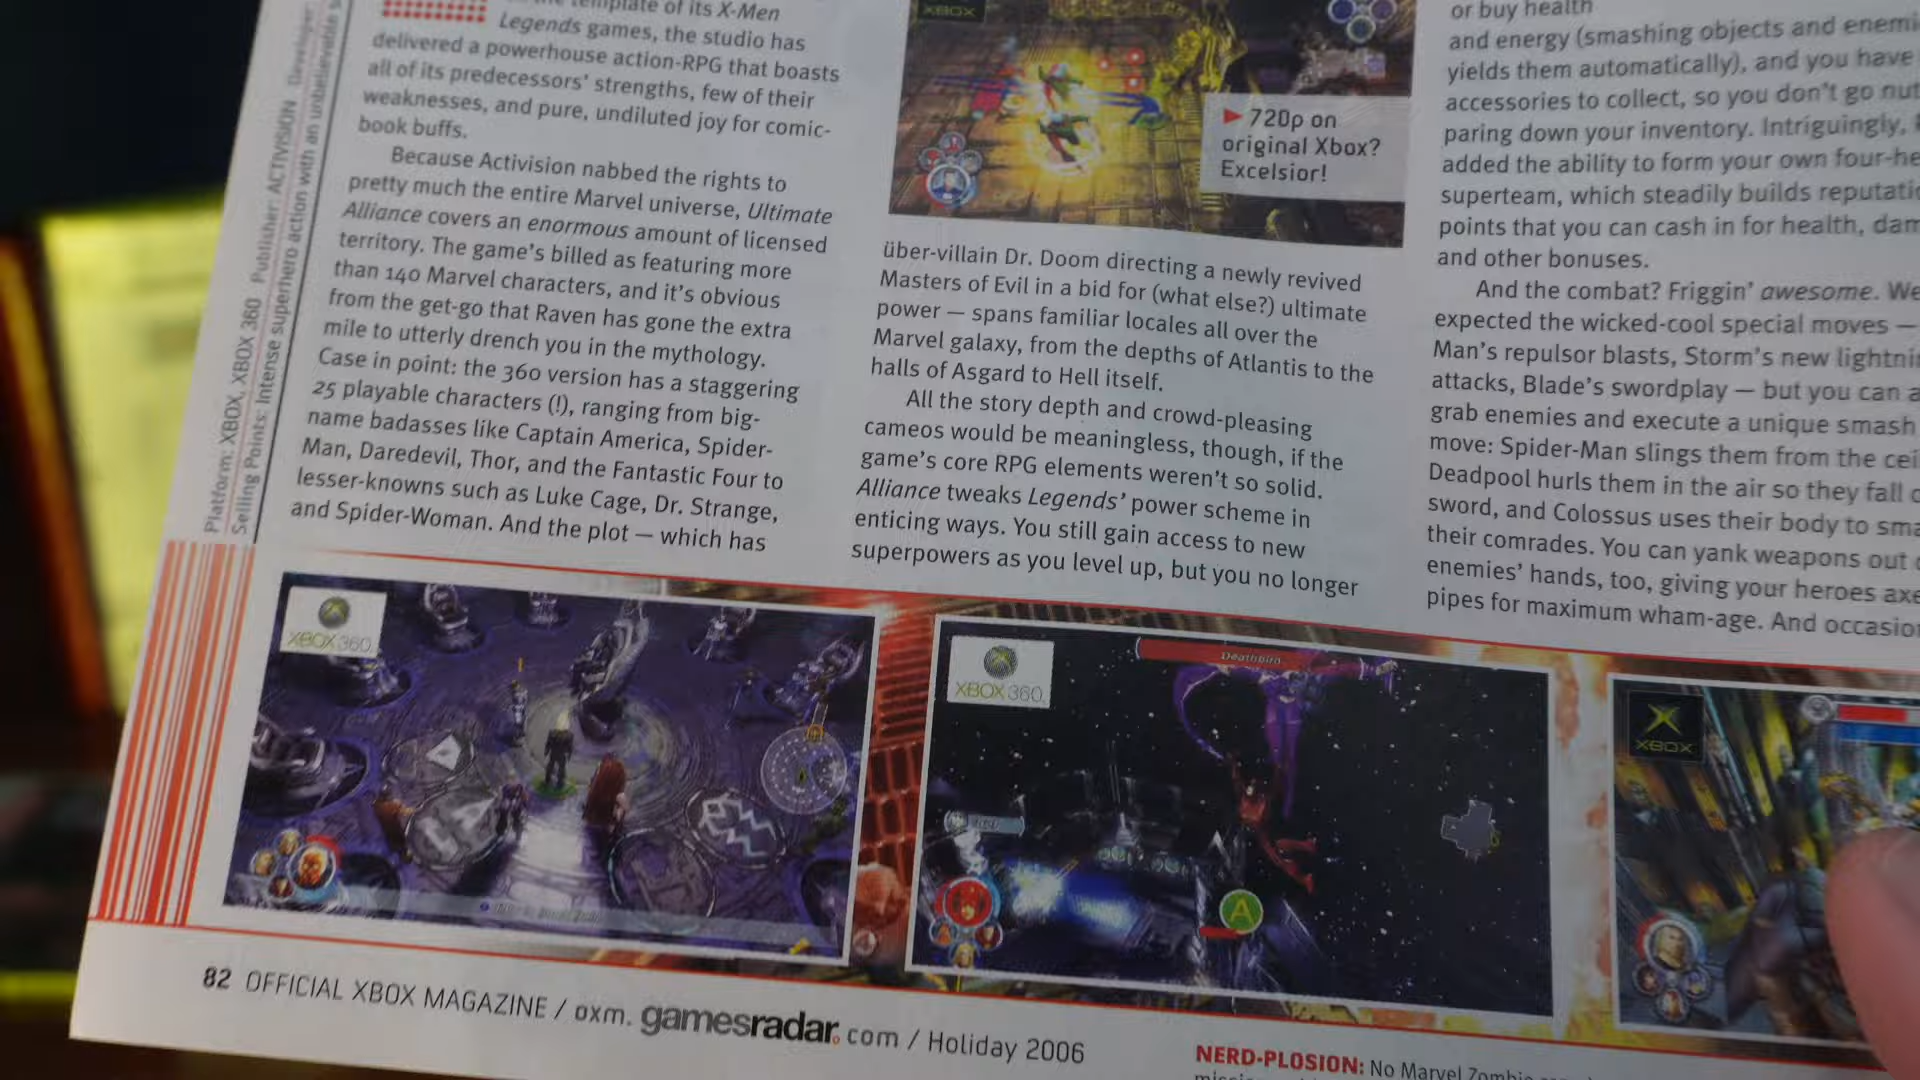 Platform: XBOX, XBOX 360 Publisher: ACTIVISION Developer:
Selling Points: Intense superhero action with an unbelievable
template of its X-Men
Legends games, the studio has
delivered a powerhouse action-RPG that boasts
all of its predecessors' strengths, few of their
weaknesses, and pure, undiluted joy for comic-
book buffs.
Because Activision nabbed the rights to
pretty much the entire Marvel universe, Ultimate
Alliance covers an enormous amount of licensed
territory. The game's billed as featuring more
than 140 Marvel characters, and it's obvious
from the get-go that Raven has gone the extra
mile to utterly drench you in the mythology.
Case in point: the 360 version has a staggering
25 playable characters (!), ranging from big-
name badasses like Captain America, Spider-
Man, Daredevil, Thor, and the Fantastic Four to
lesser-knowns such as Luke Cage, Dr. Strange,
and Spider-Woman. And the plot — which has
XBOX
720p on
original Xbox?
Excelsior!
über-villain Dr. Doom directing a newly revived
Masters of Evil in a bid for (what else?) ultimate
power — spans familiar locales all over the
Marvel galaxy, from the depths of Atlantis to the
halls of Asgard to Hell itself.
All the story depth and crowd-pleasing
cameos would be meaningless, though, if the
game's core RPG elements weren't so solid.
Alliance tweaks Legends' power scheme in
enticing ways. You still gain access to new
superpowers as you level up, but you no longer
or buy health
and energy (smashing objects and
yields them automatically), and you have
accessories to collect, so you don't go
paring down your inventory. Intriguingly,
added the ability to form your own
superteam, which steadily builds
points that you can cash in for health,
and other bonuses.
And the combat? Friggin' awesome. We
expected the wicked-cool special moves —
Man's repulsor blasts, Storm's new
attacks, Blade's swordplay — but you can
grab enemies and execute a unique smash
move: Spider-Man slings them from the
Deadpool hurls them in the air so they fall
sword, and Colossus uses their body to
their comrades. You can yank weapons out
enemies' hands, too, giving your heroes
pipes for maximum wham-age. And
XBOX 360
XBOX 360
Deathbird
A
XBOX
82 OFFICIAL XBOX MAGAZINE / oxm. gamesradar.com / Holiday 2006
NERD-PLOSION: No Marvel Zombie